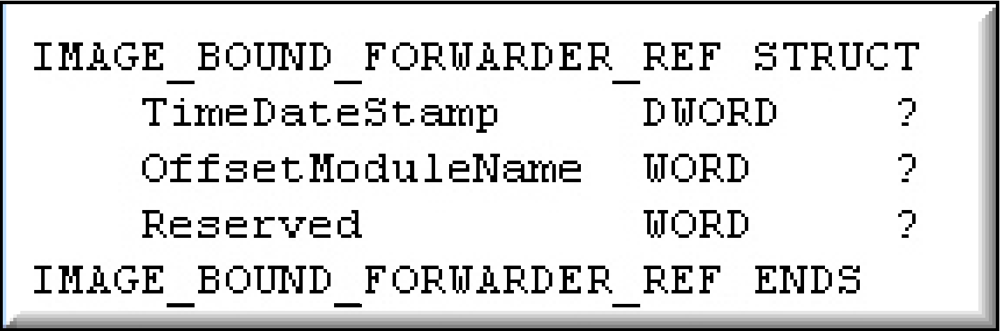 IMAGE_BOUND_FORWARDER_REF STRUCT
TimeDateStamp DWORD ?
OffsetModuleName WORD ?
Reserved WORD ?
IMAGE_BOUND_FORWARDER_REF ENDS